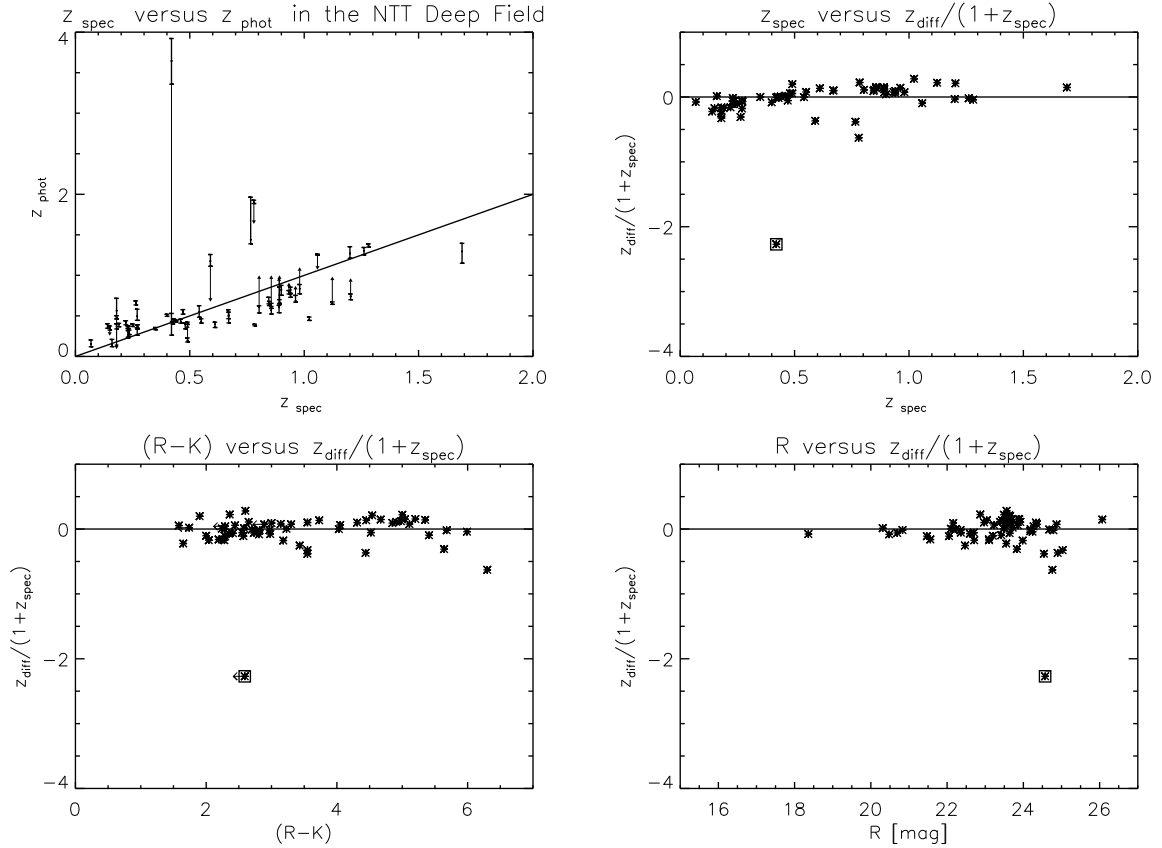 z spec versus z phot in the NTT Deep Field
4
2
0
z phot
0.0 0.5 1.0 1.5 2.0
z spec
z spec versus z diff/(1+z spec)
0
−2
−4
z diff/(1+z spec)
0.0 0.5 1.0 1.5 2.0
z spec
(R−K) versus z diff/(1+z spec)
0
−2
−4
z diff/(1+z spec)
0 2 4 6
(R−K)
R versus z diff/(1+z spec)
0
−2
−4
z diff/(1+z spec)
16 18 20 22 24 26
R [mag]